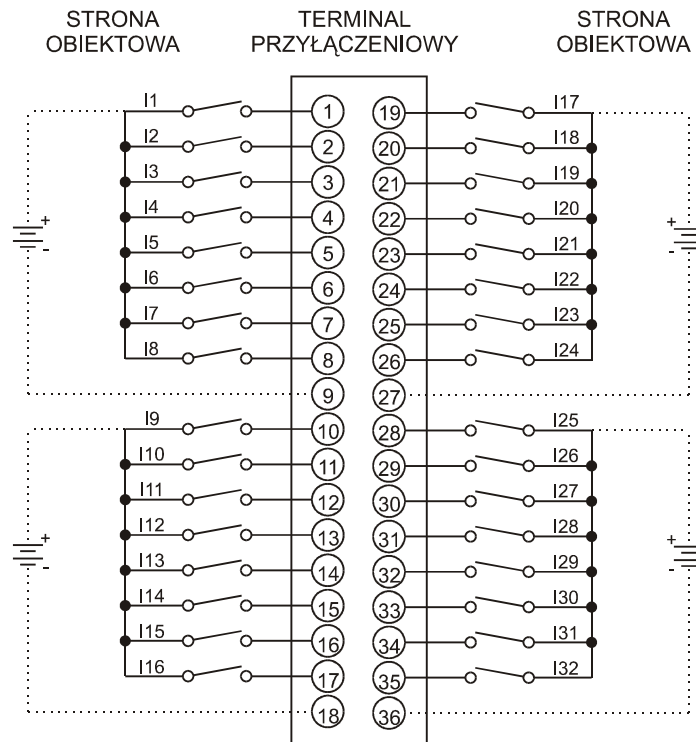 STRONA
OBIEKTOWA
TERMINAL
PRZYŁĄCZENIOWY
STRONA
OBIEKTOWA
I1 1 19 I17
I2 2 20 I18
I3 3 21 I19
I4 4 22 I20
+ I5 5 23 I21 +
- I6 6 24 I22 -
I7 7 25 I23
I8 8 26 I24
9 27
I9 10 28 I25
I10 11 29 I26
I11 12 30 I27
I12 13 31 I28
+ I13 14 32 I29 +
- I14 15 33 I30 -
I15 16 34 I31
I16 17 35 I32
18 36